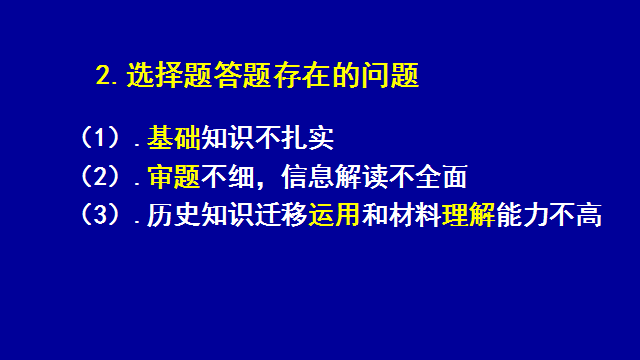 2.选择题答题存在的问题
（1）.基础知识不扎实
（2）.审题不细，信息解读不全面
（3）.历史知识迁移运用和材料理解能力不高